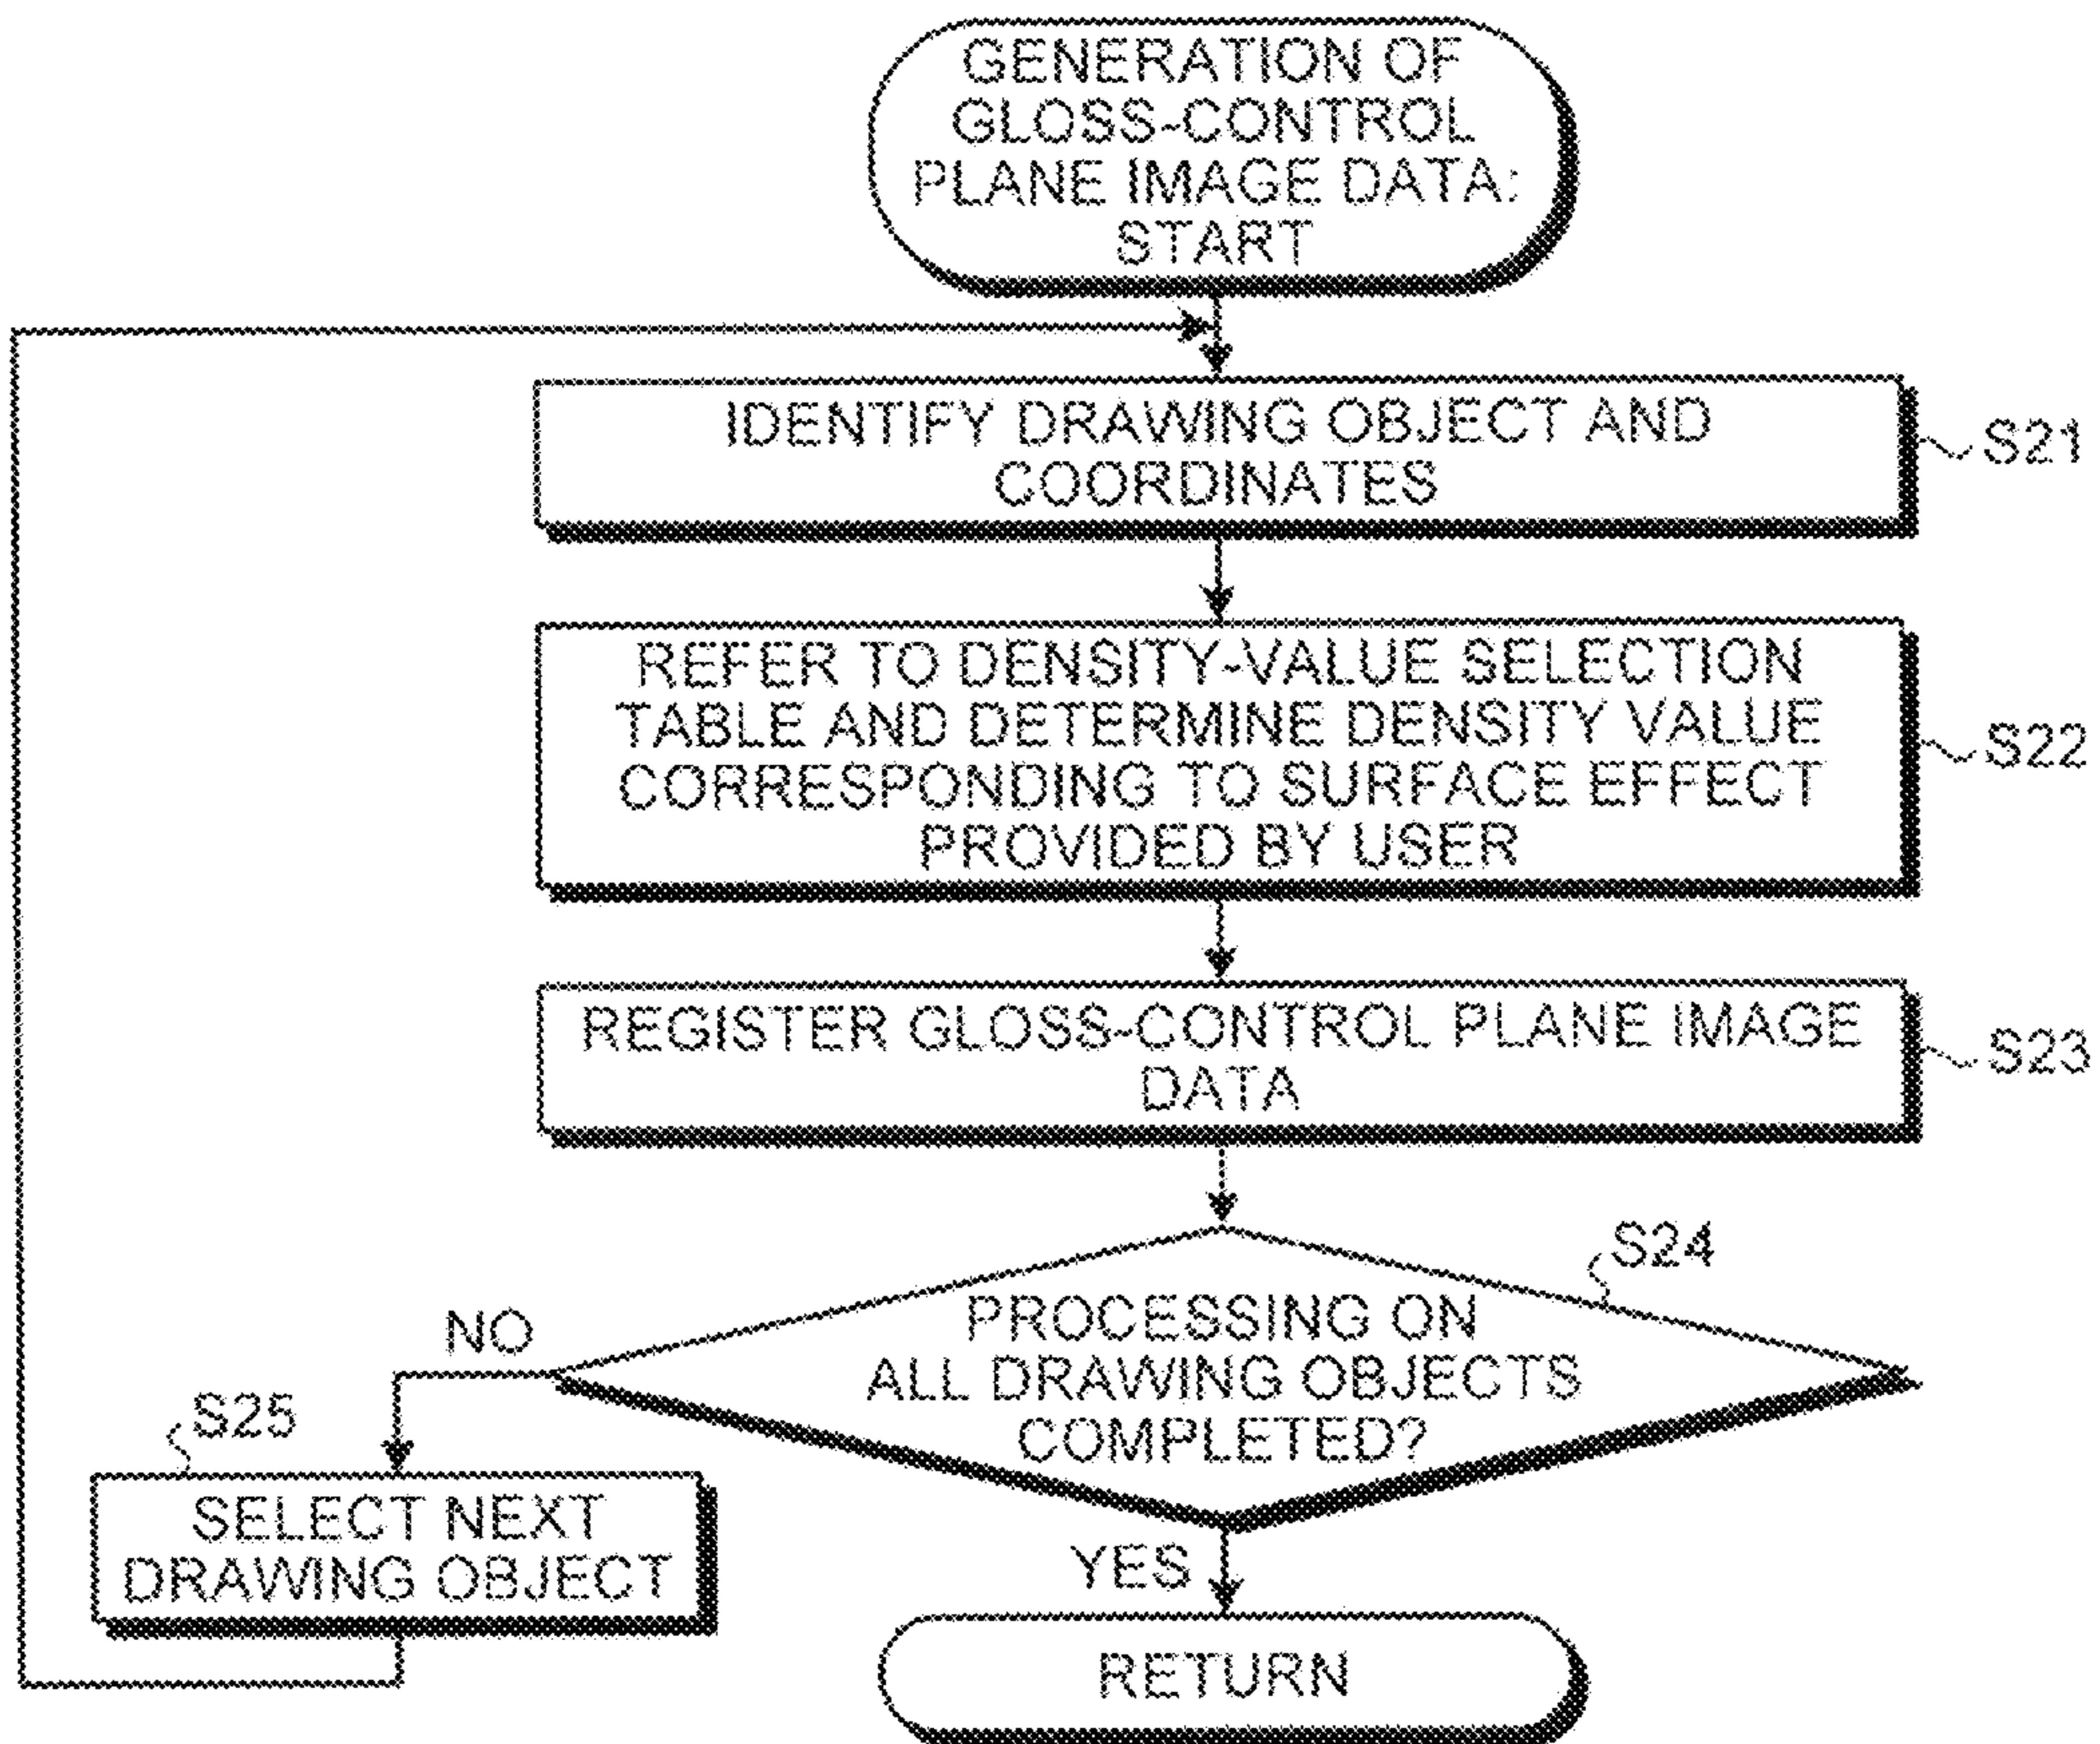 GENERATION OF
GLOSS-CONTROL
PLANE IMAGE DATA:
START
IDENTIFY DRAWING OBJECT AND
COORDINATES
S21
REFER TO DENSITY-VALUE SELECTION
TABLE AND DETERMINE DENSITY VALUE
CORRESPONDING TO SURFACE EFFECT
PROVIDED BY USER
S22
REGISTER GLOSS-CONTROL PLANE IMAGE
DATA
S23
S24
PROCESSING ON
ALL DRAWING OBJECTS
COMPLETED?
NO
S25
SELECT NEXT
DRAWING OBJECT
YES
RETURN